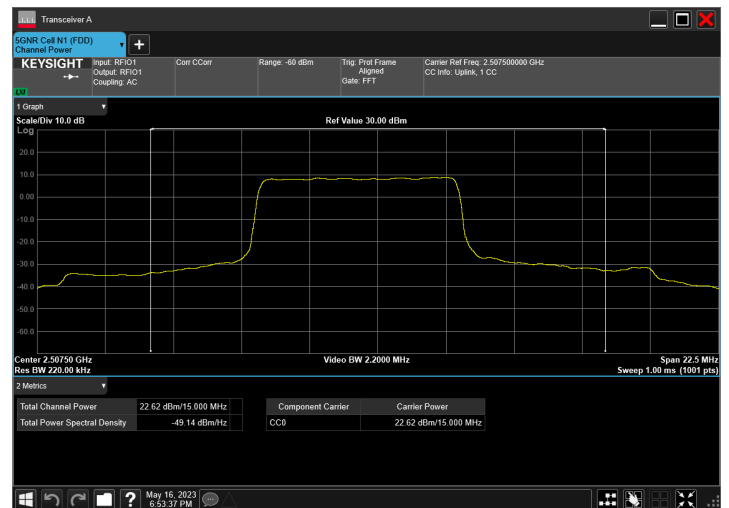 Transceiver A
5GNR Cell N1 (FDD)
Channel Power
KEYSIGHT
LXI
Input: RFIO1
Output: RFIO1
Coupling: AC
Corr CCorr
Range: -60 dBm
Trig: Prot Frame
Aligned
Gate: FFT
Carrier Ref Freq: 2.507500000 GHz
CC Info: Uplink, 1 CC
1 Graph
Scale/Div 10.0 dB
Ref Value 30.00 dBm
Log
20.0
10.0
0.00
-10.0
-20.0
-30.0
-40.0
-50.0
-60.0
Center 2.50750 GHz
Video BW 2.2000 MHz
Span 22.5 MHz
Res BW 220.00 kHz
Sweep 1.00 ms (1001 pts)
2 Metrics
Total Channel Power 22.62 dBm/15.000 MHz
Total Power Spectral Density -49.14 dBm/Hz
Component Carrier Carrier Power
CC0 22.62 dBm/15.000 MHz
?
May 16, 2023
6:53:37 PM